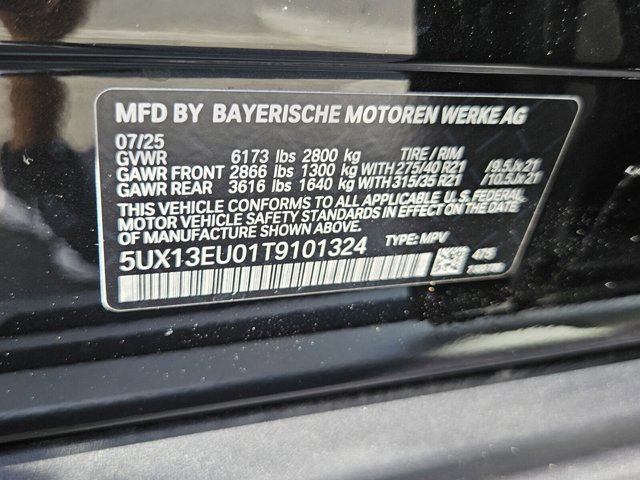 MFD BY BAYERISCHE MOTOREN WERKE AG
07/25
GVWR 6173 lbs 2800 kg TIRE / RIM
GAWR FRONT 2866 lbs 1300 kg WITH 275/40 R21 /9.5Jx21
GAWR REAR 3616 lbs 1640 kg WITH 315/35 R21 /10.5Jx21
THIS VEHICLE CONFORMS TO ALL APPLICABLE U.S. FEDERAL
MOTOR VEHICLE SAFETY STANDARDS IN EFFECT ON THE DATE
OF MANUFACTURE SHOWN ABOVE.
5UX13EU01T9101324 TYPE: MPV
475